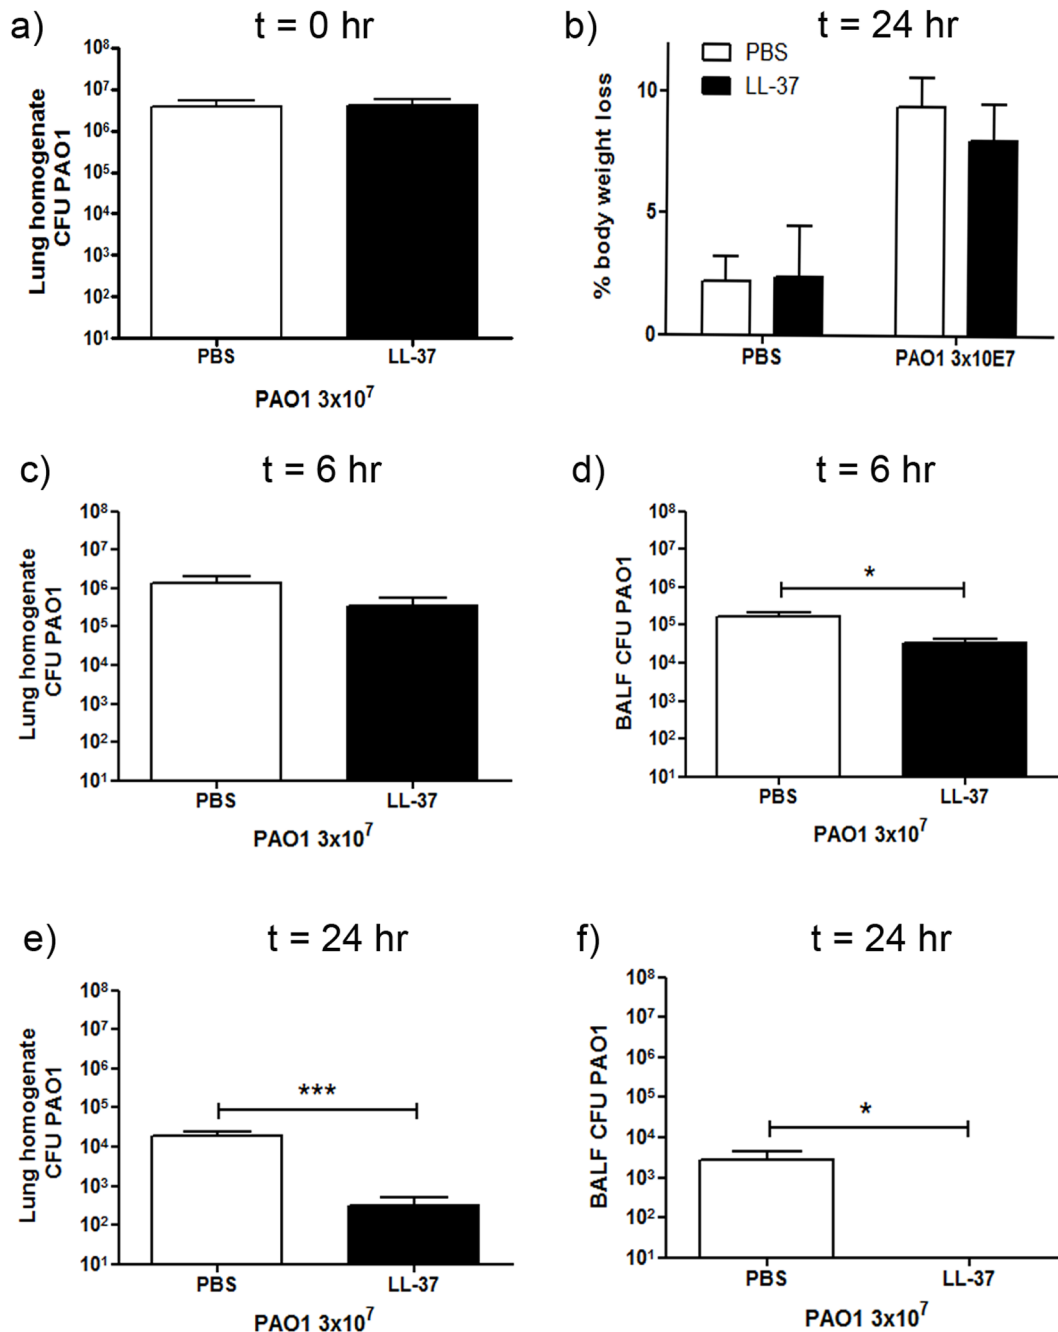 a) t = 0 hr
Lung homogenate
CFU PAO1
10⁸
10⁷
10⁶
10⁵
10⁴
10³
10²
10¹
PBS LL-37
PAO1 3x10⁷
b) t = 24 hr
PBS
LL-37
% body weight loss
10
5
0
PBS PAO1 3x10E7
c) t = 6 hr
Lung homogenate
CFU PAO1
10⁸
10⁷
10⁶
10⁵
10⁴
10³
10²
10¹
PBS LL-37
PAO1 3x10⁷
d) t = 6 hr
BALF CFU PAO1
10⁸
10⁷
10⁶
10⁵
10⁴
10³
10²
10¹
*
PBS LL-37
PAO1 3x10⁷
e) t = 24 hr
Lung homogenate
CFU PAO1
10⁸
10⁷
10⁶
10⁵
10⁴
10³
10²
10¹
***
PBS LL-37
PAO1 3x10⁷
f) t = 24 hr
BALF CFU PAO1
10⁸
10⁷
10⁶
10⁵
10⁴
10³
10²
10¹
*
PBS LL-37
PAO1 3x10⁷